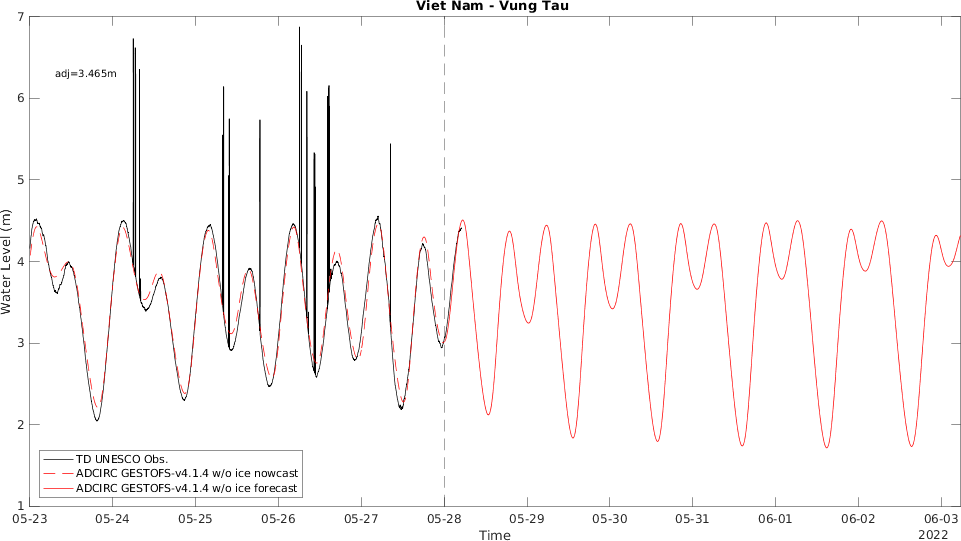 Viet Nam - Vung Tau
7
6
5
4
3
2
1
Water Level (m)
adj=3.465m
TD UNESCO Obs.
ADCIRC GESTOFS-v4.1.4 w/o ice nowcast
ADCIRC GESTOFS-v4.1.4 w/o ice forecast
05-23 05-24 05-25 05-26 05-27 05-28 05-29 05-30 05-31 06-01 06-02 06-03
Time
2022